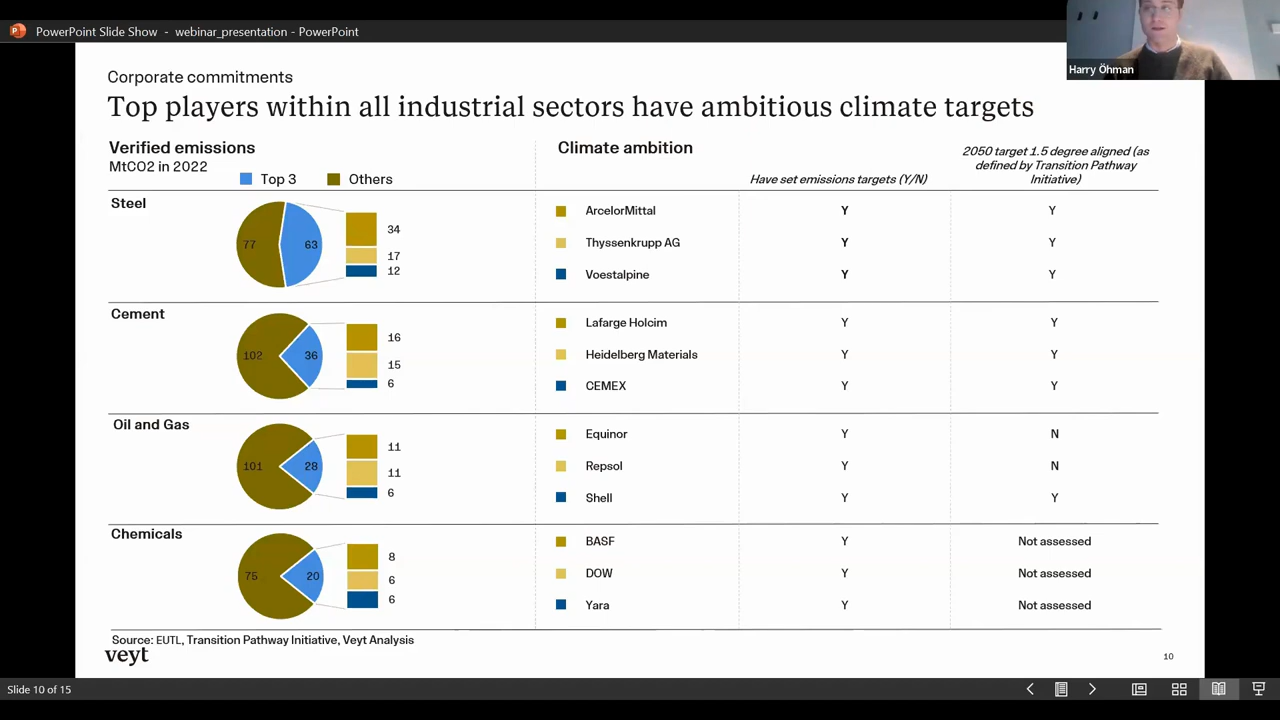 PowerPoint Slide Show - webinar_presentation - PowerPoint
Harry Öhman
Corporate commitments
Top players within all industrial sectors have ambitious climate targets
Verified emissions
MtCO2 in 2022
Top 3
Others
Climate ambition
Have set emissions targets (Y/N)
2050 target 1.5 degree aligned (as
defined by Transition Pathway
Initiative)
Steel
77
63
34
17
12
ArcelorMittal Y Y
Thyssenkrupp AG Y Y
Voestalpine Y Y
Cement
102
36
16
15
6
Lafarge Holcim Y Y
Heidelberg Materials Y Y
CEMEX Y Y
Oil and Gas
101
28
11
11
6
Equinor Y N
Repsol Y N
Shell Y Y
Chemicals
75
20
8
6
6
BASF Y Not assessed
DOW Y Not assessed
Yara Y Not assessed
Source: EUTL, Transition Pathway Initiative, Veyt Analysis
veyt
10
Slide 10 of 15